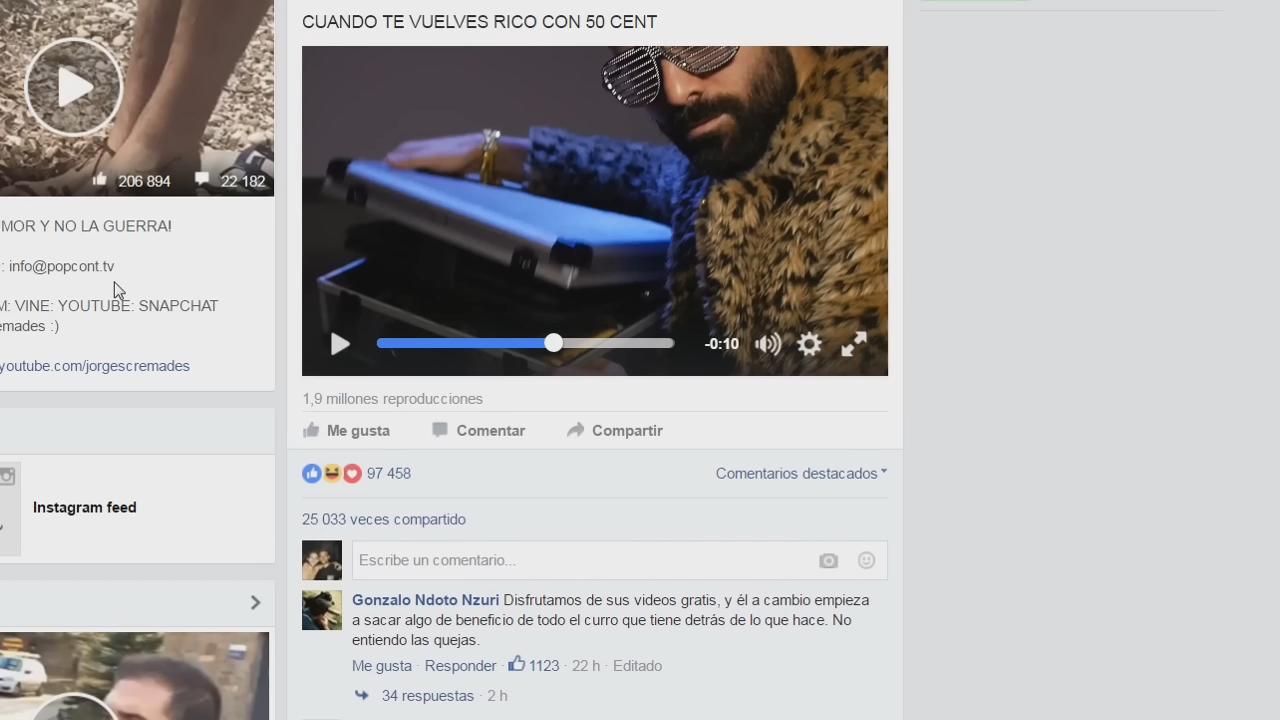 CUANDO TE VUELVES RICO CON 50 CENT
206 894 22 182
MOR Y NO LA GUERRA!
: info@popcont.tv
M: VINE: YOUTUBE: SNAPCHAT
emades :)
youtube.com/jorgescremades
Instagram feed
-0:10
1,9 millones reproducciones
Me gusta Comentar Compartir
97 458 Comentarios destacados
25 033 veces compartido
Escribe un comentario...
Gonzalo Ndoto Nzuri Disfrutamos de sus videos gratis, y él a cambio empieza
a sacar algo de beneficio de todo el curro que tiene detrás de lo que hace. No
entiendo las quejas.
Me gusta · Responder · 1123 · 22 h · Editado
34 respuestas · 2 h